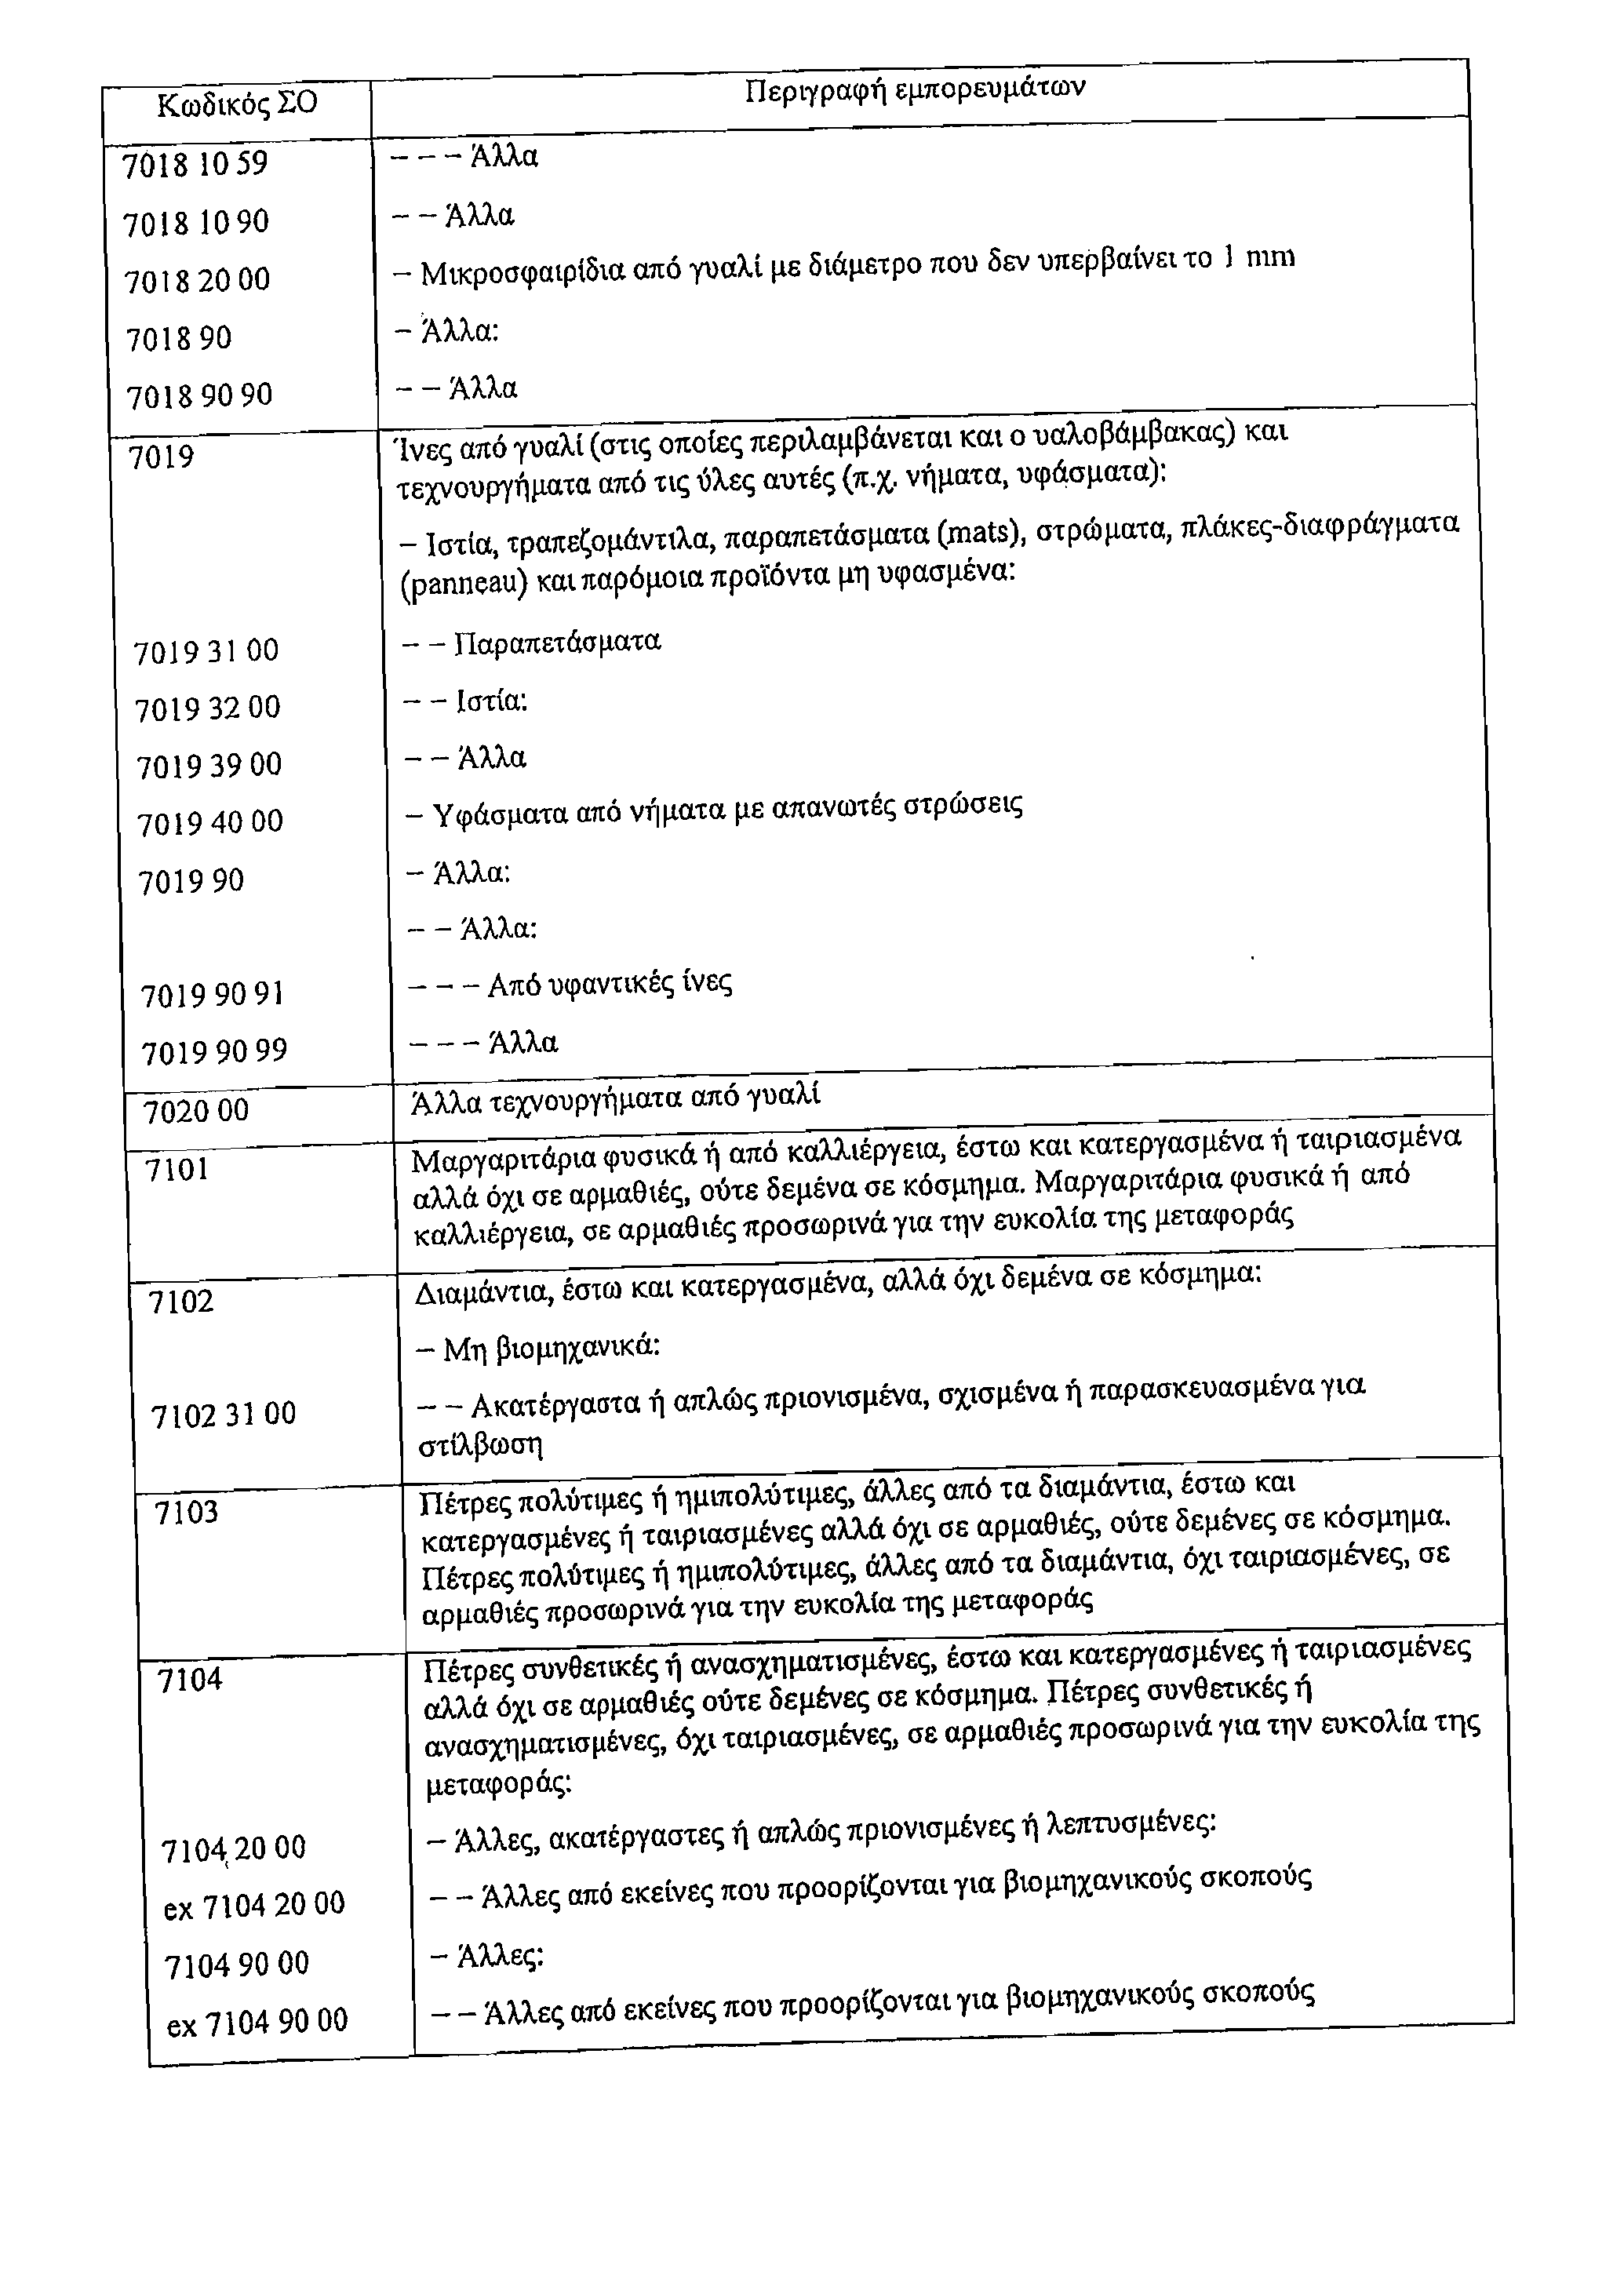 Κωδικός ΣΟ Περιγραφή εμπορευμάτων
7018 10 59 – – – Άλλα
7018 10 90 – – Άλλα
7018 20 00 – Μικροσφαιρίδια από γυαλί με διάμετρο που δεν υπερβαίνει το 1 mm
7018 90 – Άλλα:
7018 90 90 – – Άλλα
7019 Ίνες από γυαλί (στις οποίες περιλαμβάνεται και ο υαλοβάμβακας) και
τεχνουργήματα από τις ύλες αυτές (π.χ. νήματα, υφάσματα):
– Ιστία, τραπεζομάντιλα, παραπετάσματα (mats), στρώματα, πλάκες-διαφράγματα
(panneau) και παρόμοια προϊόντα μη υφασμένα:
7019 31 00 – – Παραπετάσματα
7019 32 00 – – Ιστία:
7019 39 00 – – Άλλα
7019 40 00 – Υφάσματα από νήματα με απανωτές στρώσεις
7019 90 – Άλλα:
– – Άλλα:
7019 90 91 – – – Από υφαντικές ίνες
7019 90 99 – – – Άλλα
7020 00 Άλλα τεχνουργήματα από γυαλί
7101 Μαργαριτάρια φυσικά ή από καλλιέργεια, έστω και κατεργασμένα ή ταιριασμένα
αλλά όχι σε αρμαθιές, ούτε δεμένα σε κόσμημα. Μαργαριτάρια φυσικά ή από
καλλιέργεια, σε αρμαθιές προσωρινά για την ευκολία της μεταφοράς
7102 Διαμάντια, έστω και κατεργασμένα, αλλά όχι δεμένα σε κόσμημα:
– Μη βιομηχανικά:
7102 31 00 – – Ακατέργαστα ή απλώς πριονισμένα, σχισμένα ή παρασκευασμένα για
στίλβωση
7103 Πέτρες πολύτιμες ή ημιπολύτιμες, άλλες από τα διαμάντια, έστω και
κατεργασμένες ή ταιριασμένες αλλά όχι σε αρμαθιές, ούτε δεμένες σε κόσμημα.
Πέτρες πολύτιμες ή ημιπολύτιμες, άλλες από τα διαμάντια, όχι ταιριασμένες, σε
αρμαθιές προσωρινά για την ευκολία της μεταφοράς
7104 Πέτρες συνθετικές ή ανασχηματισμένες, έστω και κατεργασμένες ή ταιριασμένες
αλλά όχι σε αρμαθιές ούτε δεμένες σε κόσμημα. Πέτρες συνθετικές ή
ανασχηματισμένες, όχι ταιριασμένες, σε αρμαθιές προσωρινά για την ευκολία της
μεταφοράς:
7104 20 00 – Άλλες, ακατέργαστες ή απλώς πριονισμένες ή λεπτυσμένες:
ex 7104 20 00 – – Άλλες από εκείνες που προορίζονται για βιομηχανικούς σκοπούς
7104 90 00 – Άλλες:
ex 7104 90 00 – – Άλλες από εκείνες που προορίζονται για βιομηχανικούς σκοπούς